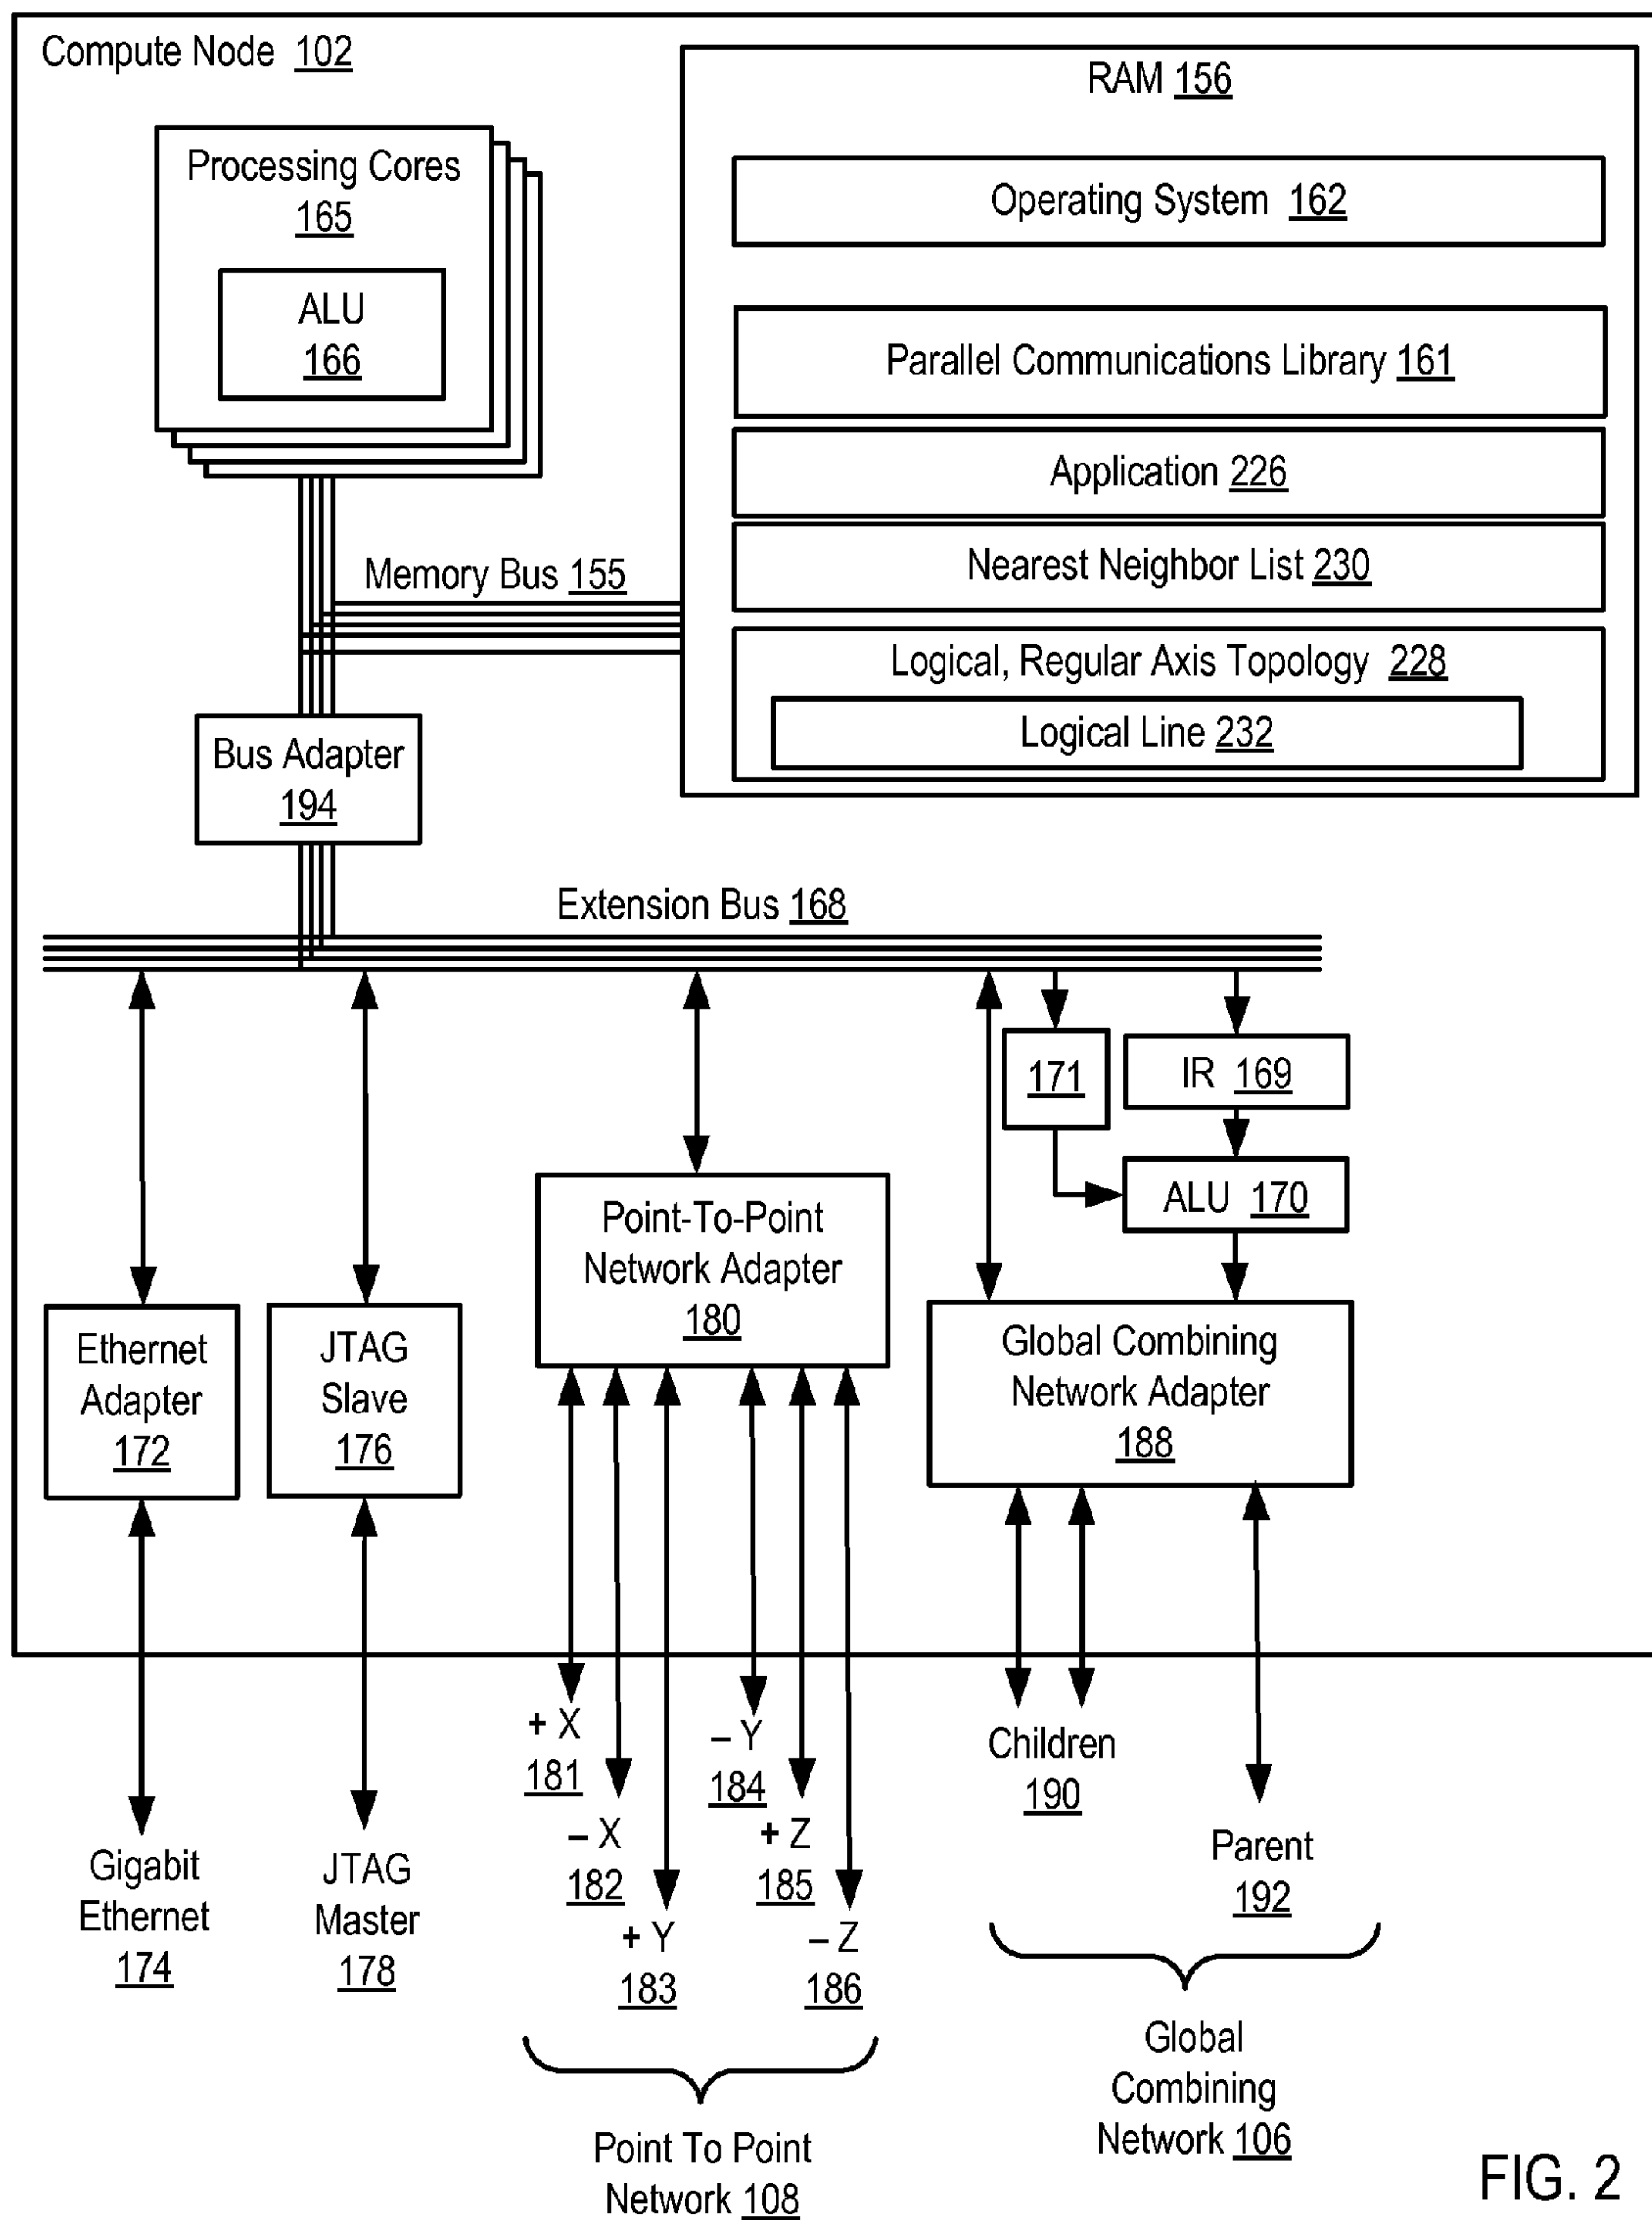 Compute Node 102
RAM 156
Processing Cores
165
ALU
166
Operating System 162
Parallel Communications Library 161
Application 226
Nearest Neighbor List 230
Logical, Regular Axis Topology 228
Logical Line 232
Memory Bus 155
Bus Adapter
194
Extension Bus 168
171
IR 169
ALU 170
Point-To-Point
Network Adapter
180
Global Combining
Network Adapter
188
Ethernet
Adapter
172
JTAG
Slave
176
+ X
181
– X
182
+ Y
183
– Y
184
+ Z
185
– Z
186
Children
190
Parent
192
Gigabit
Ethernet
174
JTAG
Master
178
Point To Point
Network 108
Global
Combining
Network 106
FIG. 2